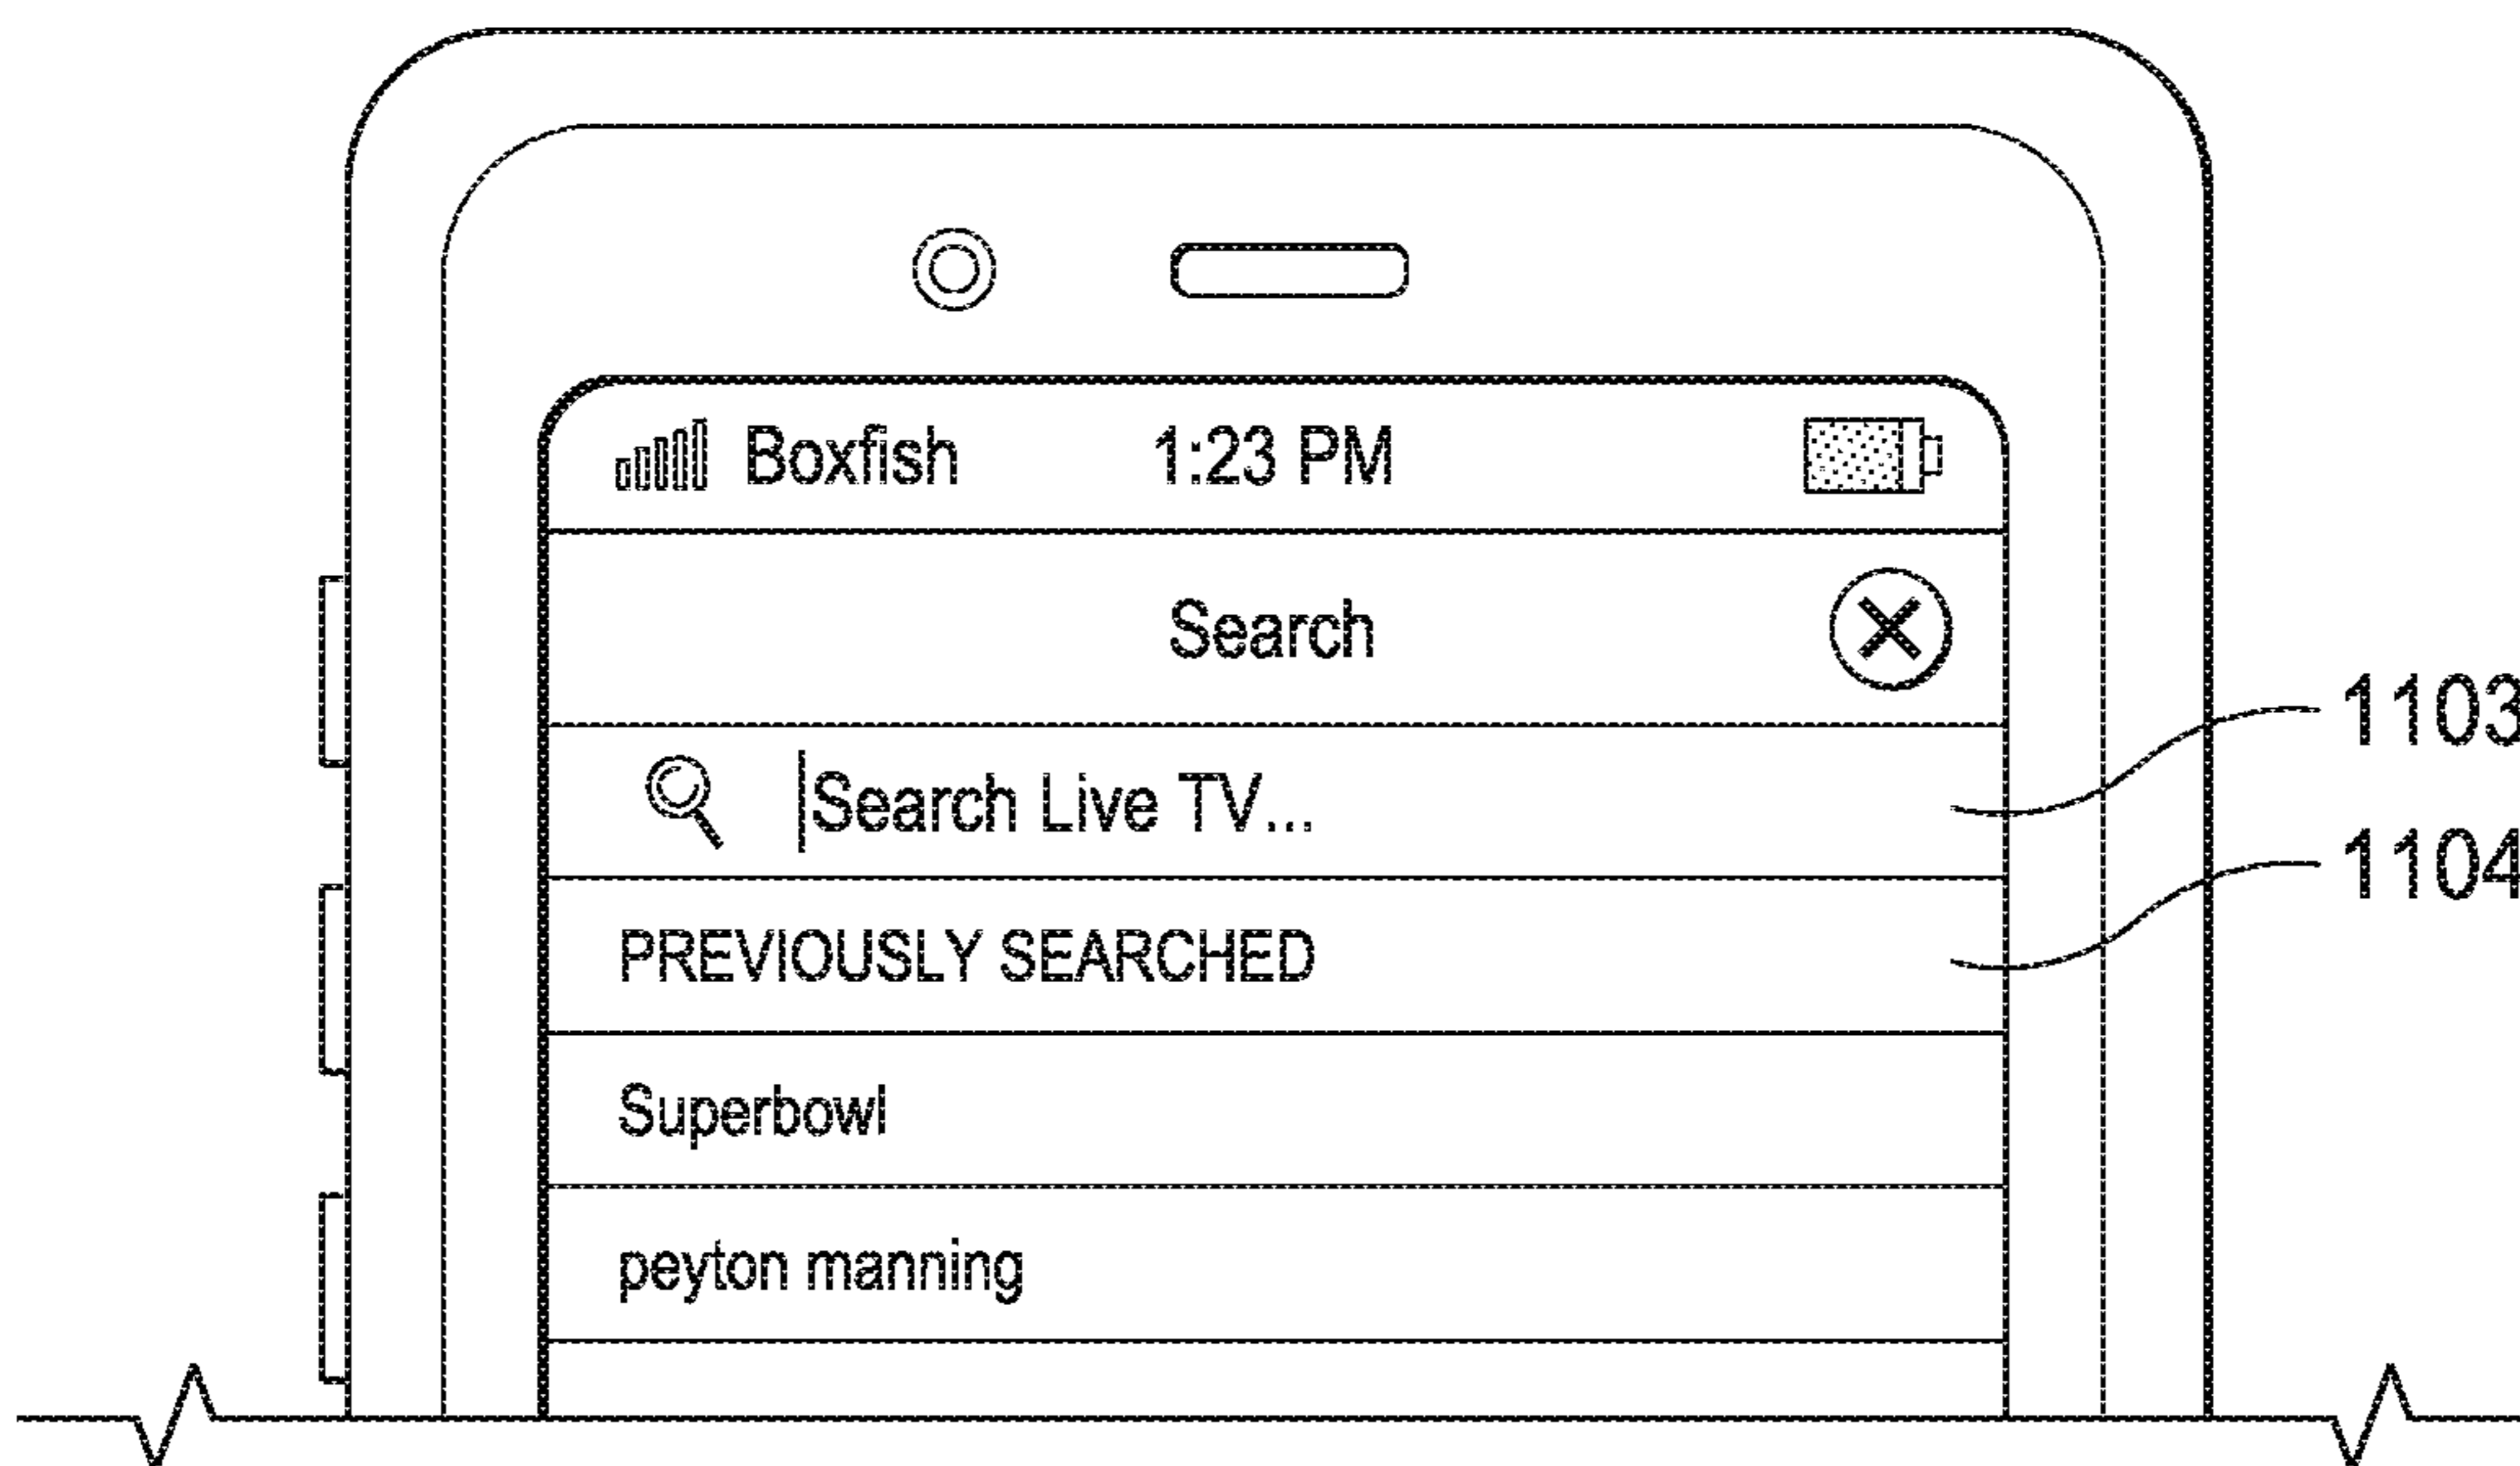 Boxfish 1:23 PM
Search
Search Live TV...
1103
PREVIOUSLY SEARCHED
1104
Superbowl
peyton manning